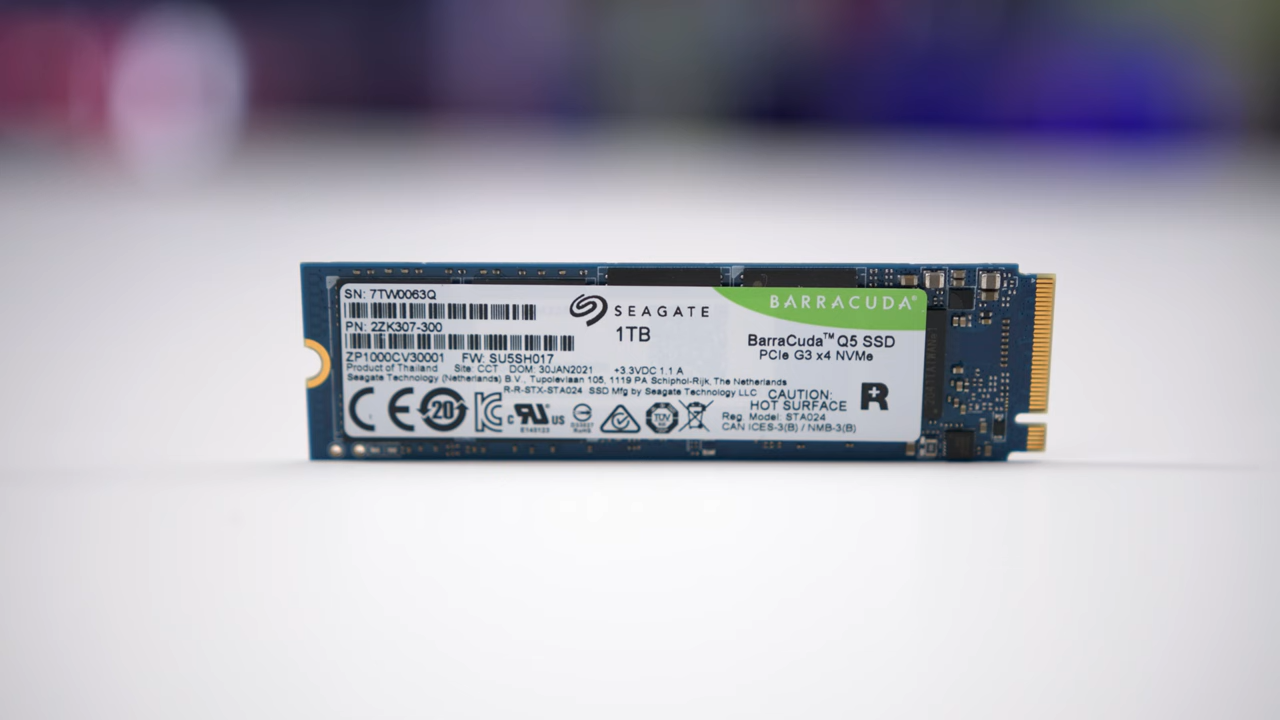 SN: 7TW0063Q
PN: 2ZK307-300
ZP1000CV30001 FW: SU5SH017
Product of Thailand Site: CCT DOM: 30JAN2021 +3.3VDC 1.1 A
Seagate Technology (Netherlands) B.V., Tupolevlaan 105, 1119 PA Schiphol-Rijk, The Netherlands
R-R-STX-STA024 SSD Mfg by Seagate Technology LLC
SEAGATE
1TB
BARRACUDA®
BarraCuda™ Q5 SSD
PCIe G3 x4 NVMe
CAUTION:
HOT SURFACE
Reg. Model: STA024
CAN ICES-3(B) / NMB-3(B)
CE
20
c US
E145123
RoHS
TUV
R